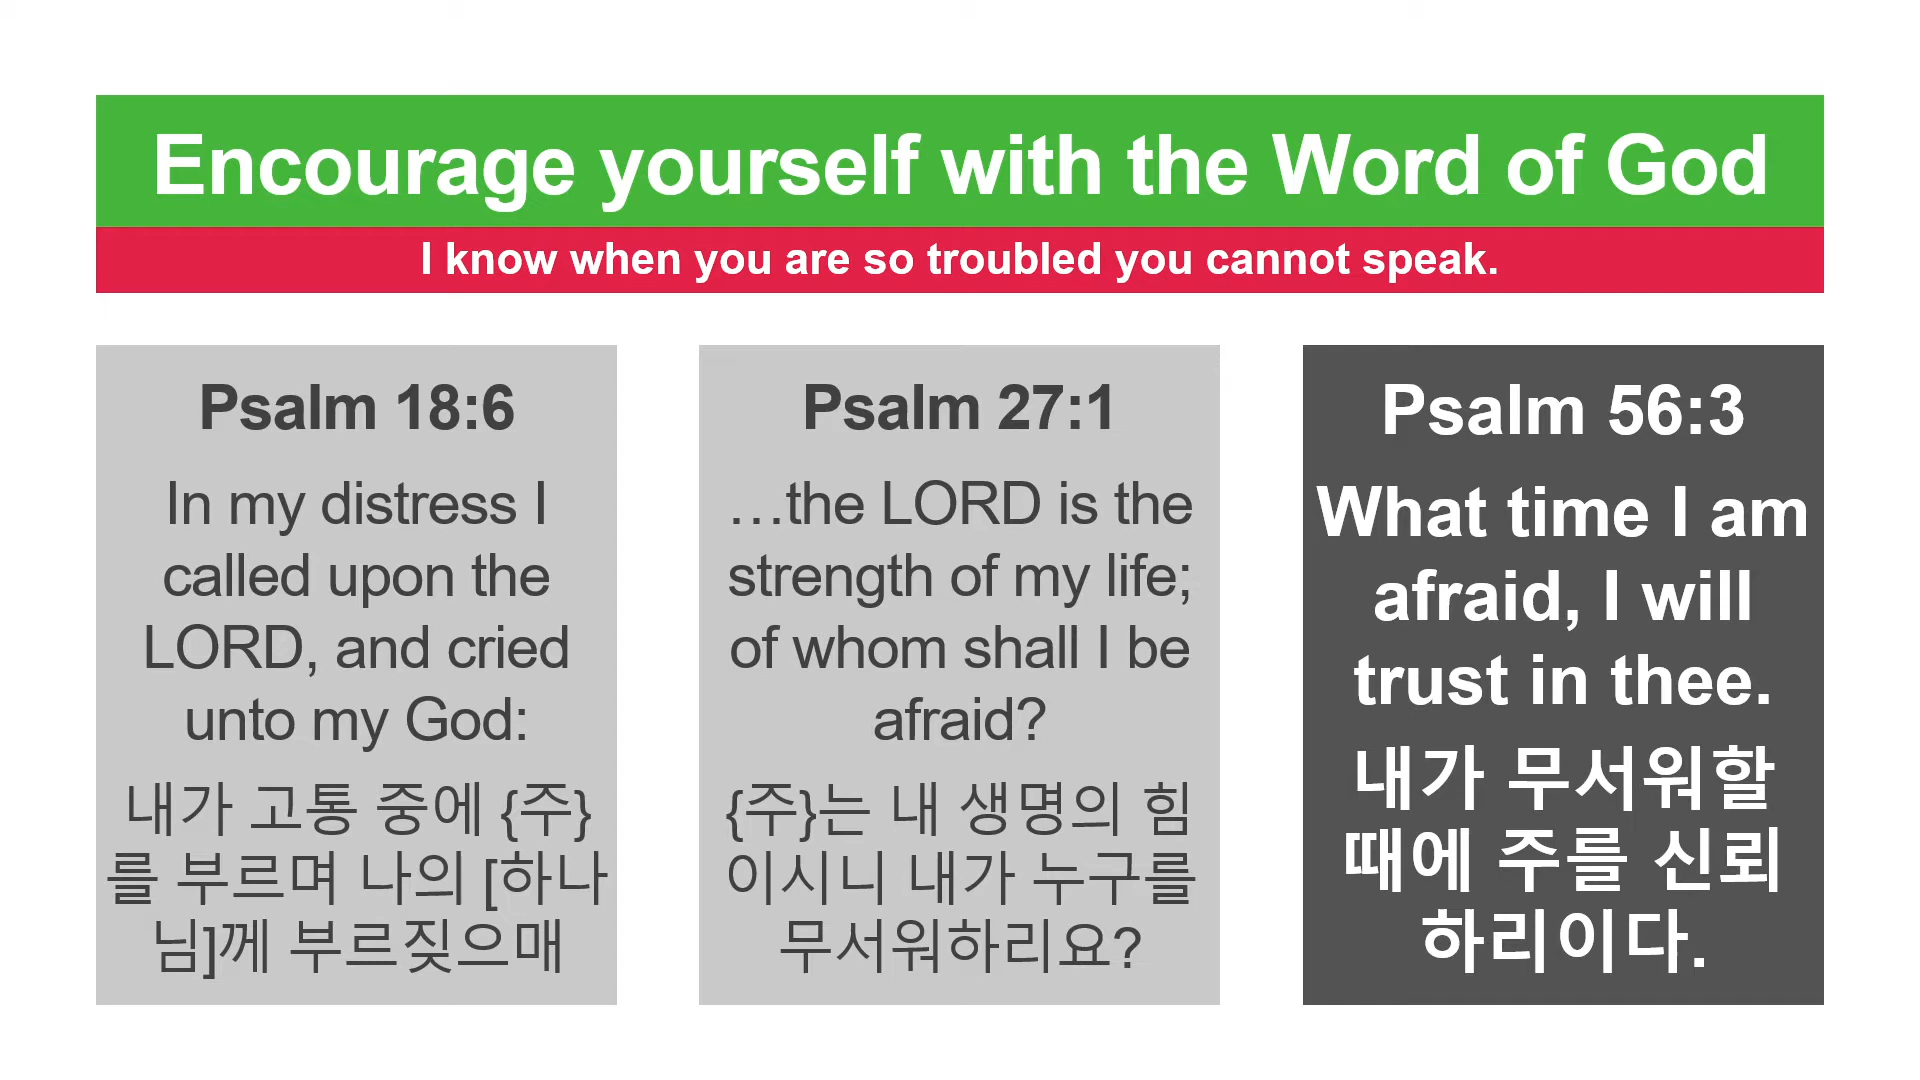 Encourage yourself with the Word of God
I know when you are so troubled you cannot speak.
Psalm 18:6
In my distress I
called upon the
LORD, and cried
unto my God:
내가 고통 중에 {주}
를 부르며 나의 [하나
님]께 부르짖으매
Psalm 27:1
…the LORD is the
strength of my life;
of whom shall I be
afraid?
{주}는 내 생명의 힘
이시니 내가 누구를
무서워하리요?
Psalm 56:3
What time I am
afraid, I will
trust in thee.
내가 무서워할
때에 주를 신뢰
하리이다.